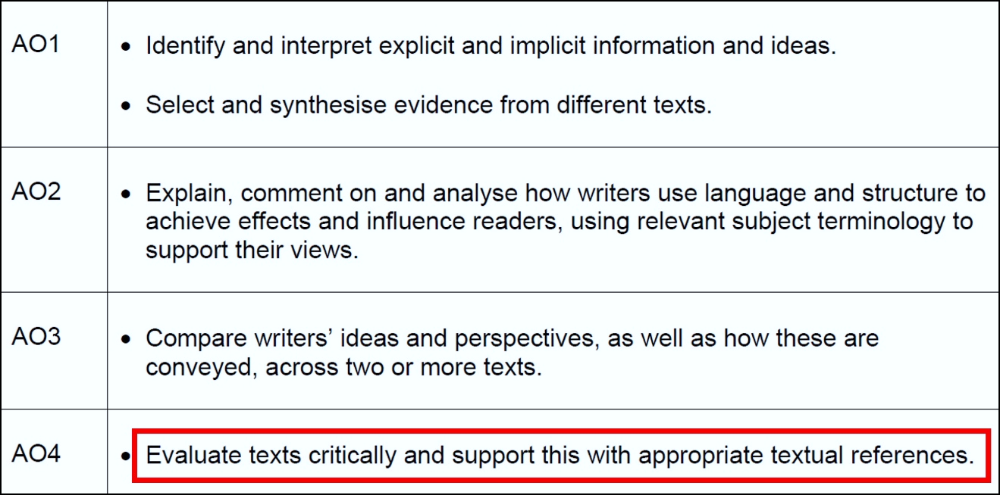 AO1
• Identify and interpret explicit and implicit information and ideas.
• Select and synthesise evidence from different texts.
AO2
• Explain, comment on and analyse how writers use language and structure to
achieve effects and influence readers, using relevant subject terminology to
support their views.
AO3
• Compare writers’ ideas and perspectives, as well as how these are
conveyed, across two or more texts.
AO4
• Evaluate texts critically and support this with appropriate textual references.